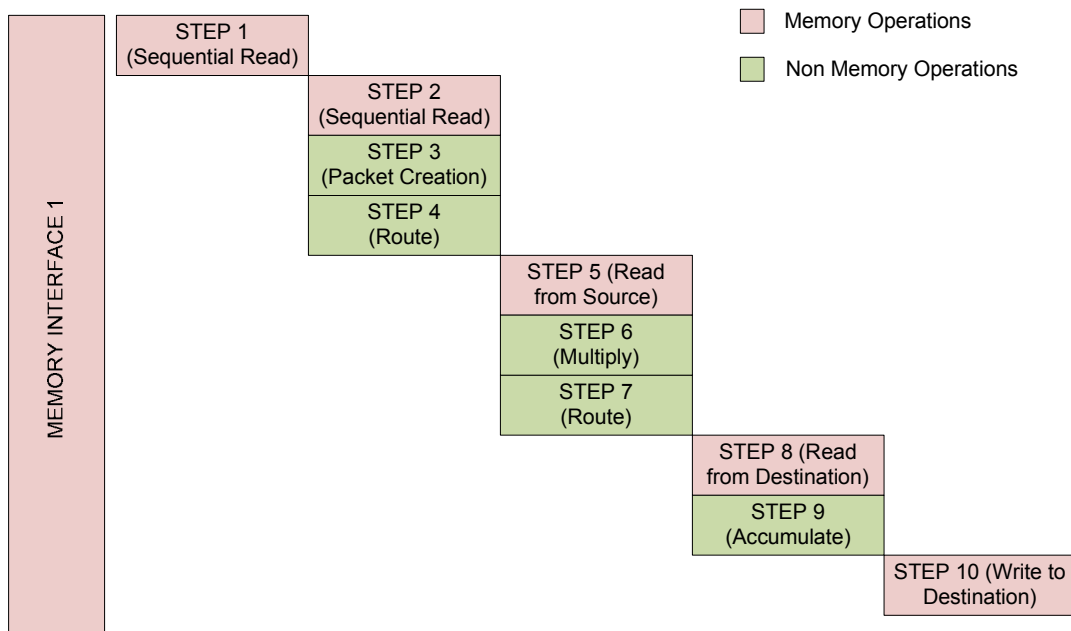 STEP 1
(Sequential Read)
Memory Operations
Non Memory Operations
STEP 2
(Sequential Read)
STEP 3
(Packet Creation)
STEP 4
(Route)
MEMORY INTERFACE 1
STEP 5 (Read
from Source)
STEP 6
(Multiply)
STEP 7
(Route)
STEP 8 (Read
from Destination)
STEP 9
(Accumulate)
STEP 10 (Write to
Destination)